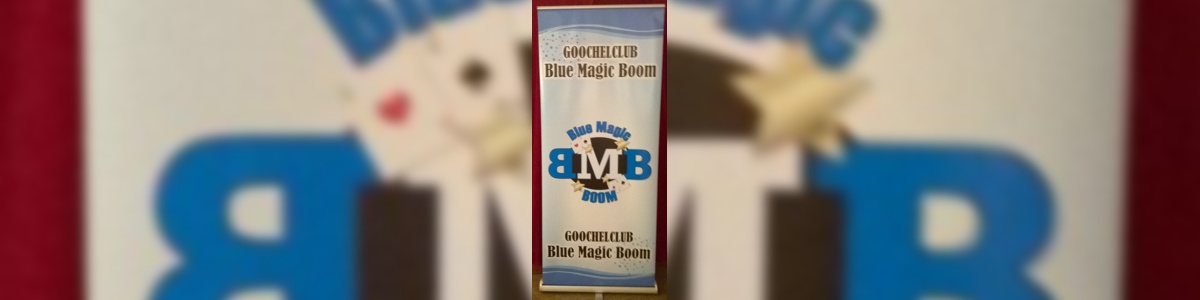 GOOCHELCLUB
Blue Magic Boom
Blue Magic
BMB
BOOM
GOOCHELCLUB
Blue Magic Boom